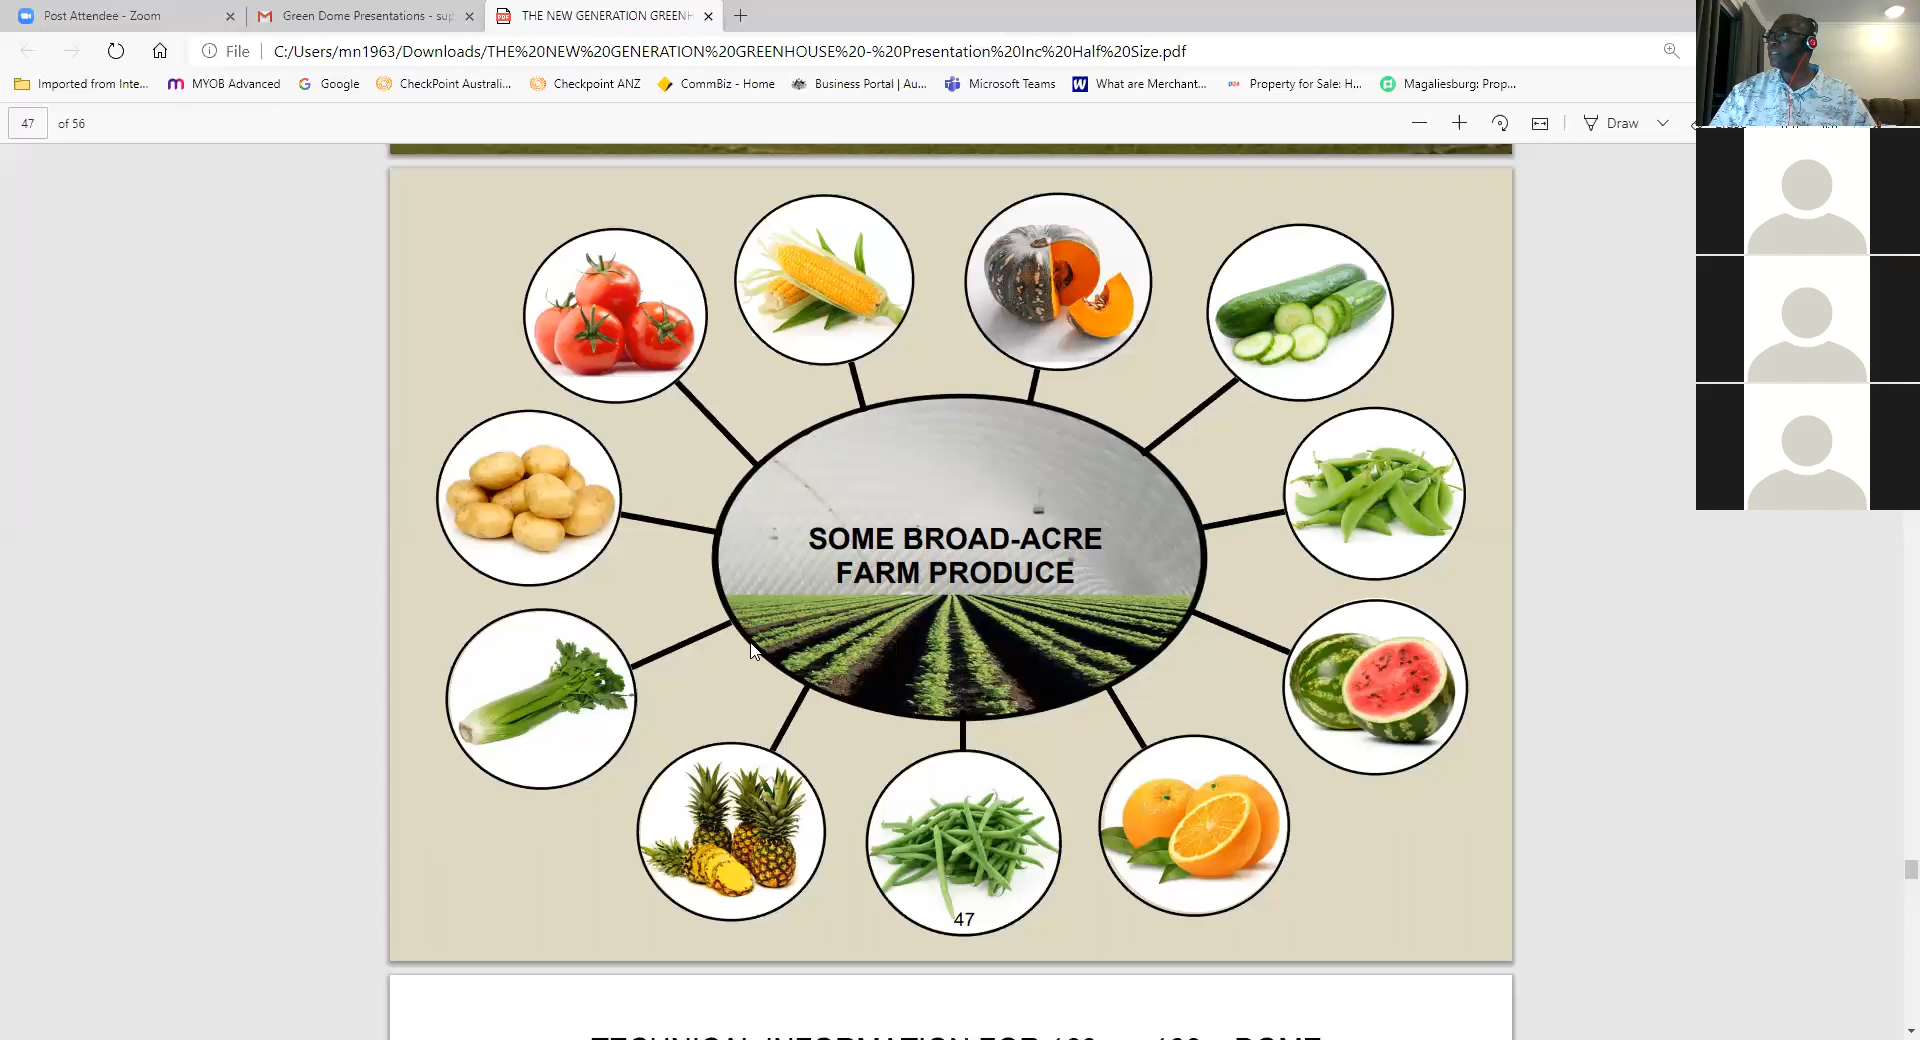 Post Attendee - Zoom
Green Dome Presentations - sup
THE NEW GENERATION GREENH
File
C:/Users/mn1963/Downloads/THE%20NEW%20GENERATION%20GREENHOUSE%20-%20Presentation%20Inc%20Half%20Size.pdf
Imported from Inte...
MYOB Advanced
Google
CheckPoint Australi...
Checkpoint ANZ
CommBiz - Home
Business Portal | Au...
Microsoft Teams
What are Merchant...
Property for Sale: H...
Magaliesburg: Prop...
47 of 56
Draw
SOME BROAD-ACRE
FARM PRODUCE
47